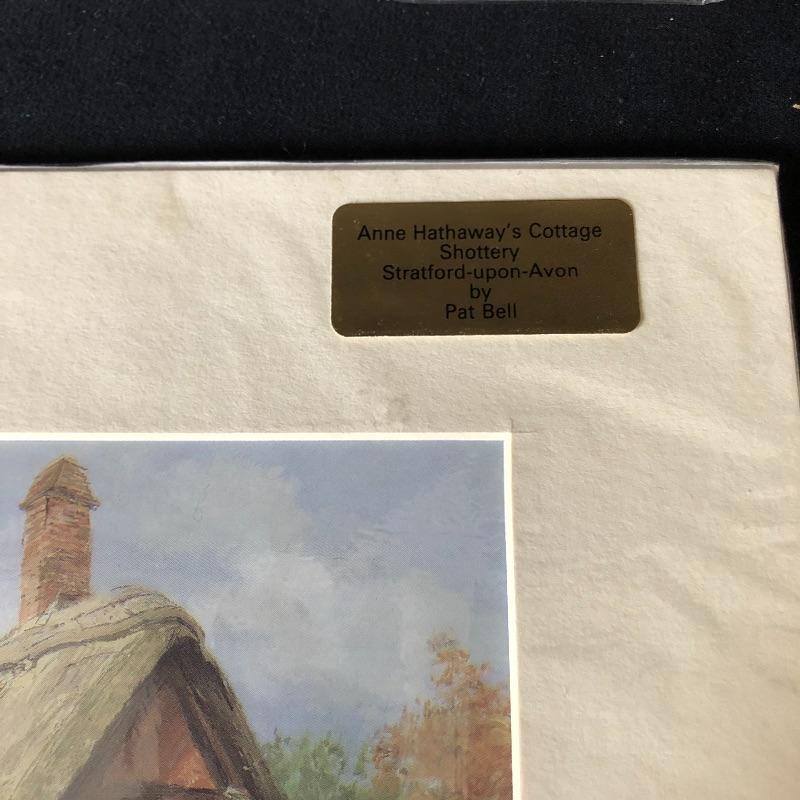 Anne Hathaway's Cottage
Shottery
Stratford-upon-Avon
by
Pat Bell